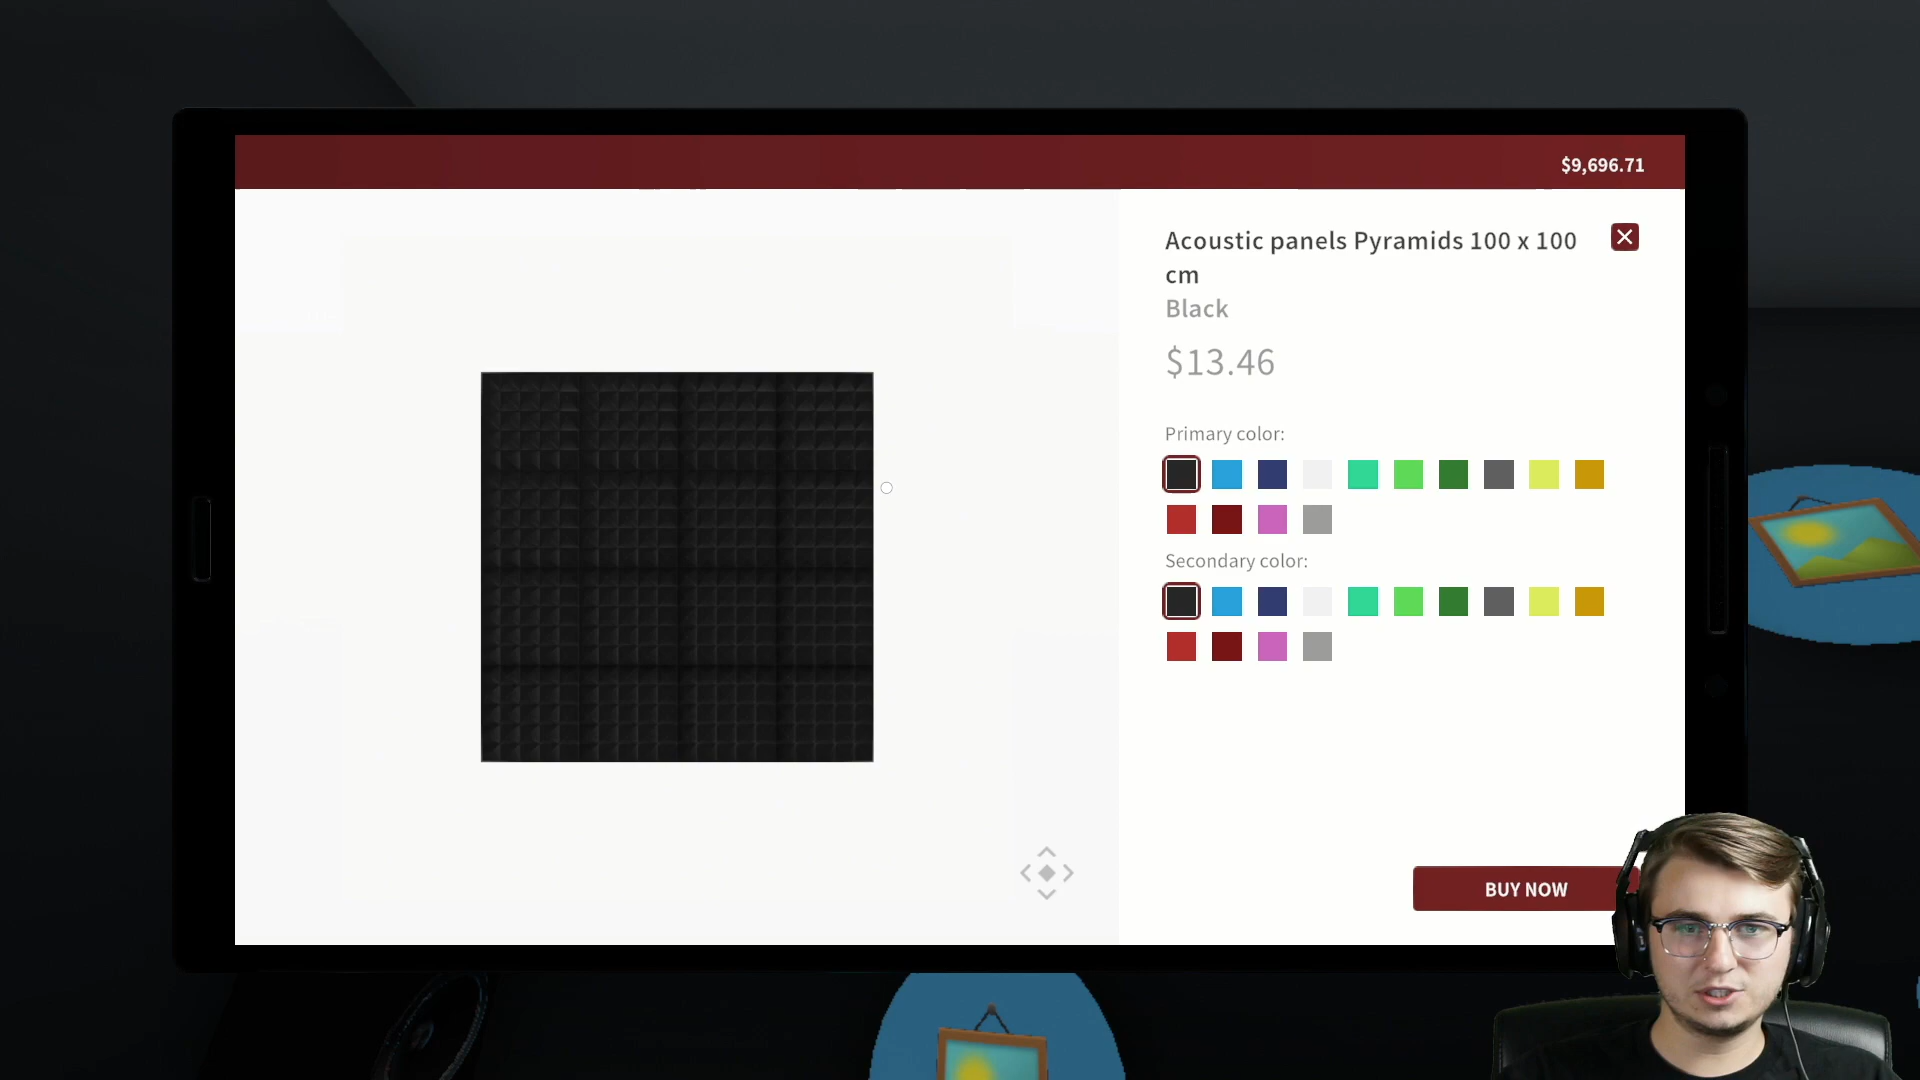 $9,696.71
Acoustic panels Pyramids 100 x 100
cm
Black
$13.46
Primary color:
Secondary color:
BUY NOW